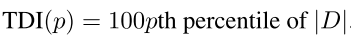 TDI(p) = 100pth percentile of |D|.